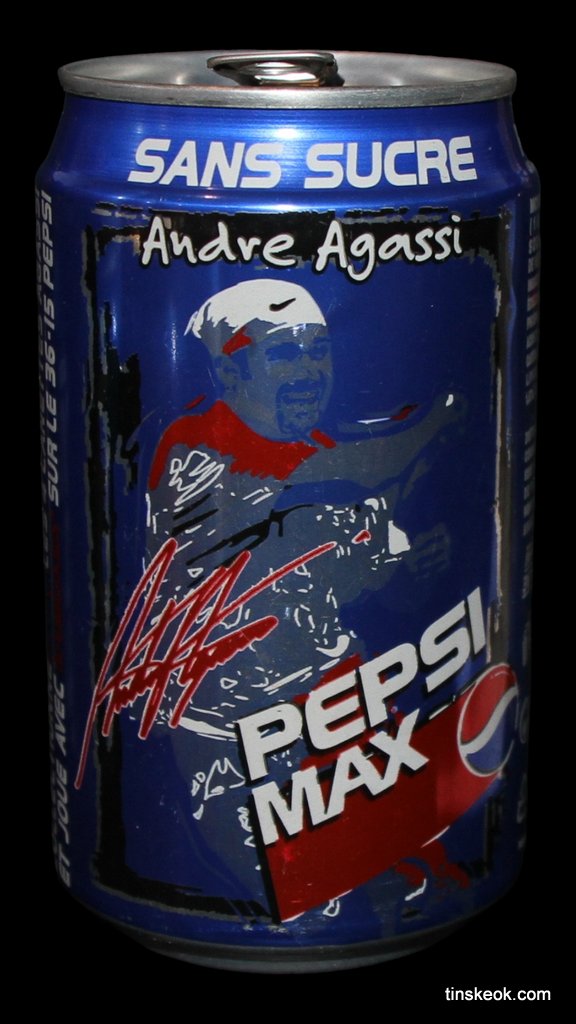 SANS SUCRE
Andre Agassi
SUR LE 36-15 PEPSI
ET JOUE AVEC
PEPSI
MAX
tinskeok.com